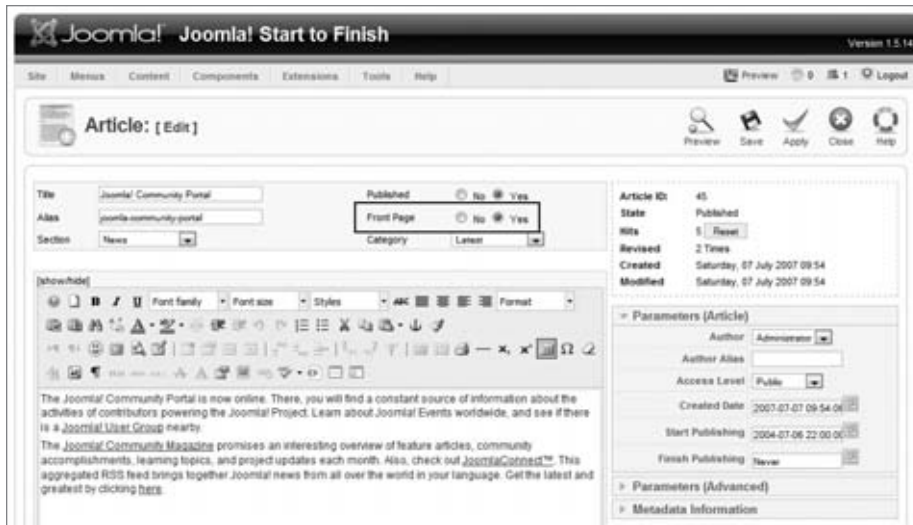 Joomla! Joomla! Start to Finish
Version 1.5.14
Site Menus Content Components Extensions Tools Help Preview 0 1 Logout
Article: [ Edit ]
Preview Save Apply Close Help
Title Joomla! Community Portal Published No Yes
Alias joomla-community-portal Front Page No Yes
Section News Category Latest
Article ID: 45
State Published
Hits 5 Reset
Revised 2 Times
Created Saturday, 07 July 2007 09:54
Modified Saturday, 07 July 2007 09:54
[show/hide]
B I U Font family Font size Styles ABC Format
Parameters (Article)
Author Administrator
Author Alias
Access Level Public
Created Date 2007-07-07 09:54:06
Start Publishing 2004-07-06 22:00:00
Finish Publishing Never
Parameters (Advanced)
Metadata Information
The Joomla! Community Portal is now online. There, you will find a constant source of information about the
activities of contributors powering the Joomla! Project. Learn about Joomla! Events worldwide, and see if there
is a Joomla! User Group nearby.
The Joomla! Community Magazine promises an interesting overview of feature articles, community
accomplishments, learning topics, and project updates each month. Also, check out JoomlaConnect™. This
aggregated RSS feed brings together Joomla! news from all over the world in your language. Get the latest and
greatest by clicking here.